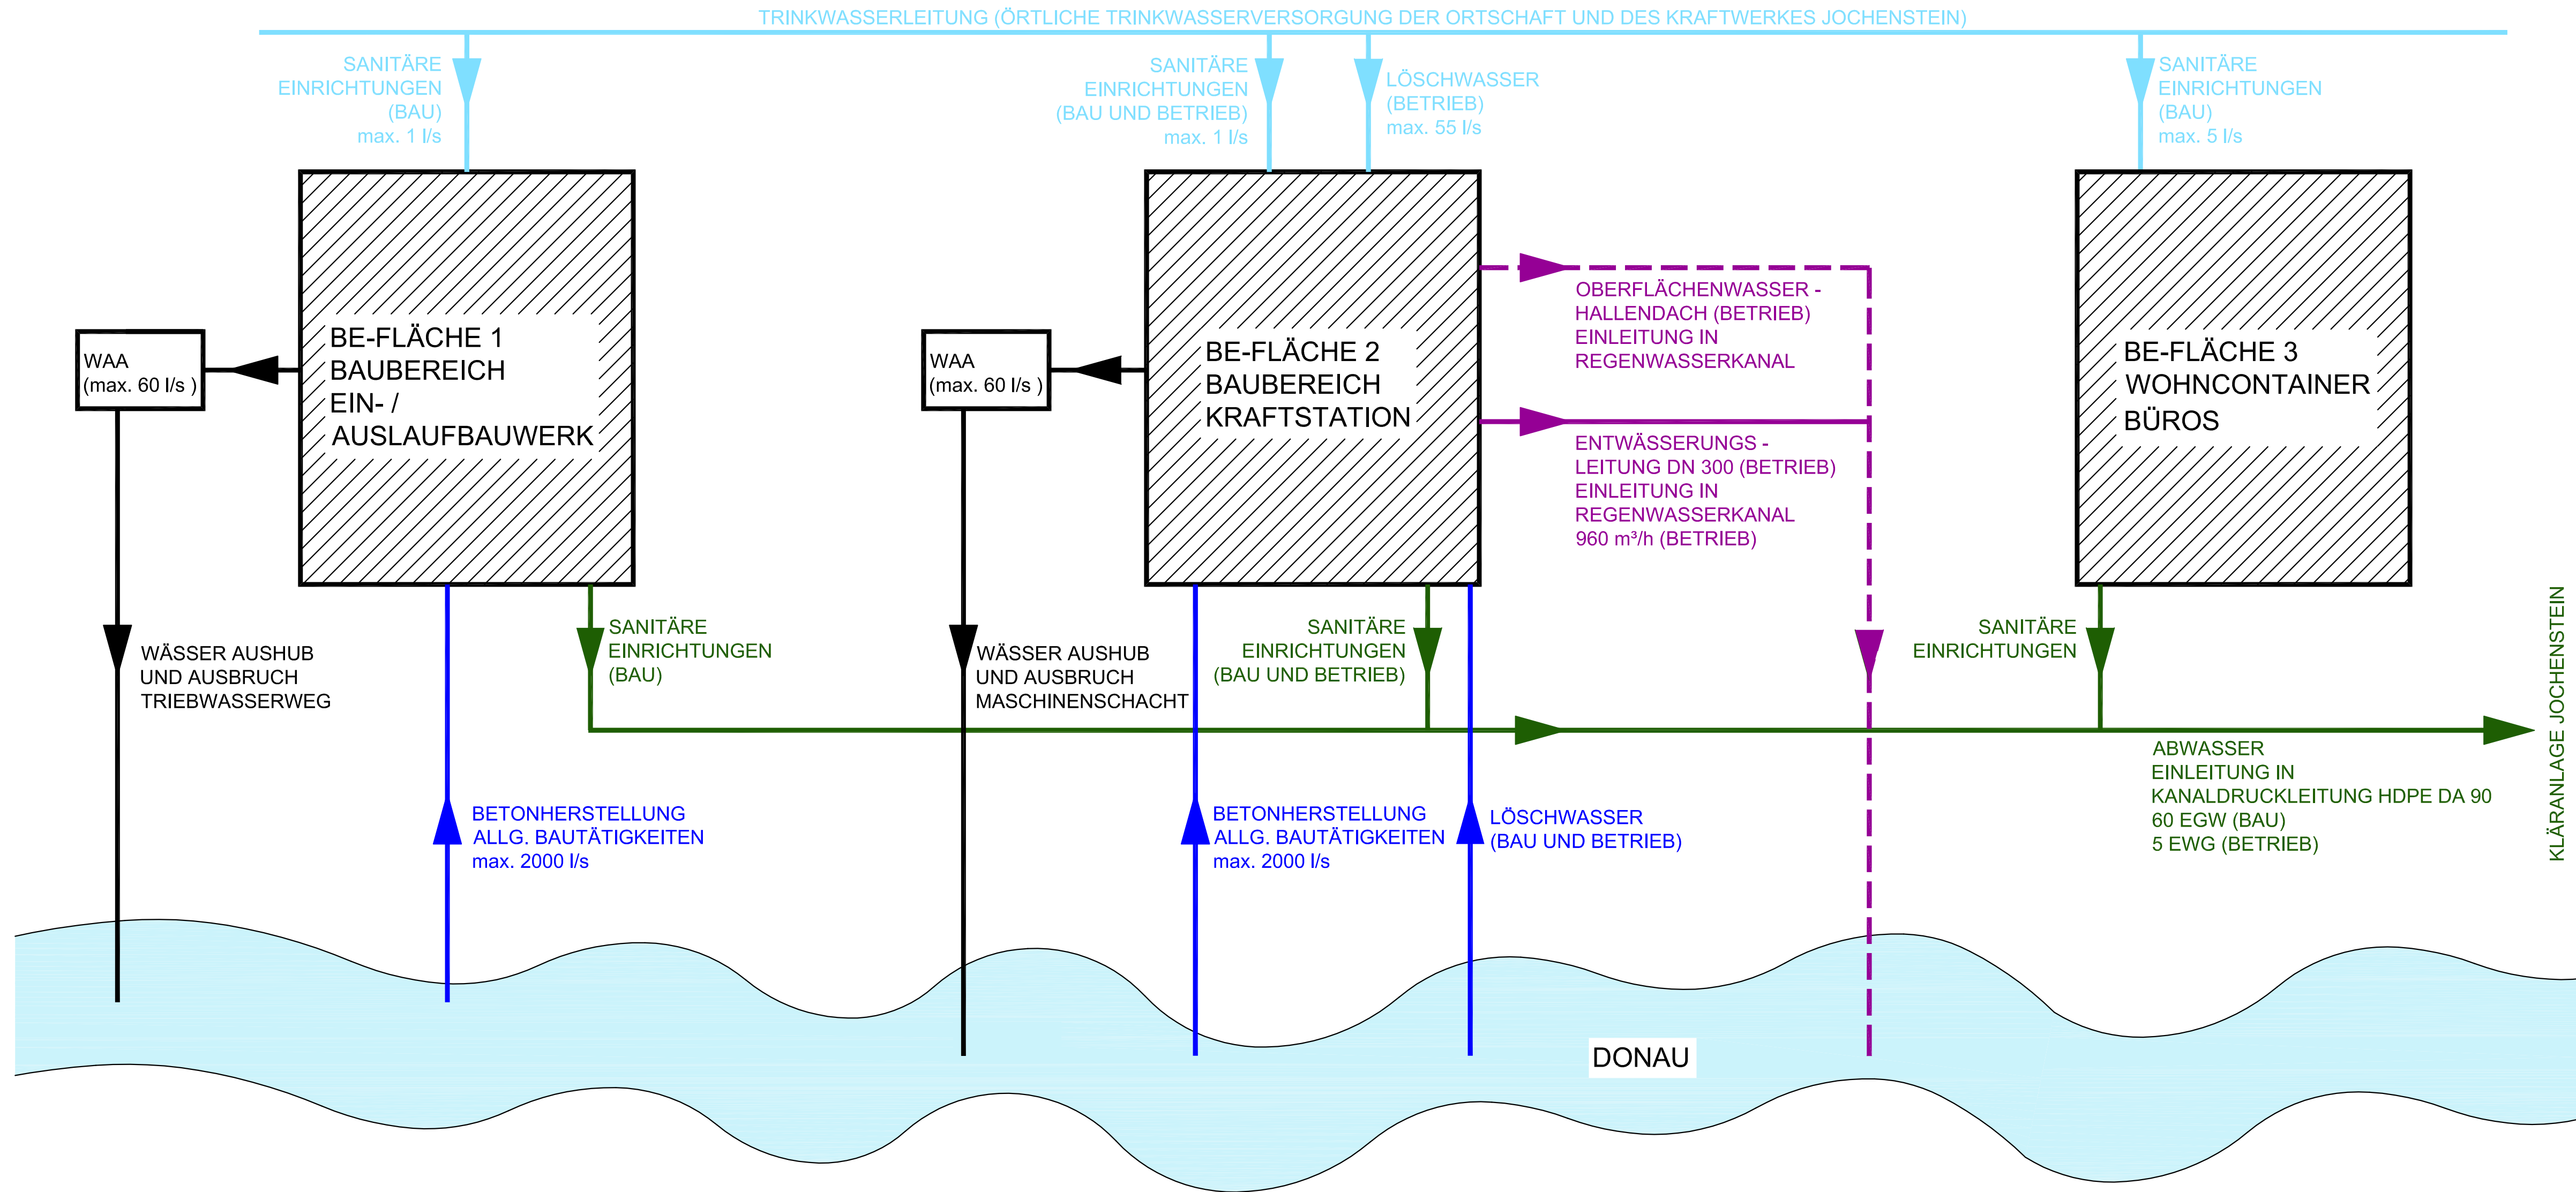 TRINKWASSERLEITUNG (ÖRTLICHE TRINKWASSERVERSORGUNG DER ORTSCHAFT UND DES KRAFTWERKES JOCHENSTEIN)
SANITÄRE
EINRICHTUNGEN
(BAU)
max. 1 l/s
SANITÄRE
EINRICHTUNGEN
(BAU UND BETRIEB)
max. 1 l/s
LÖSCHWASSER
(BETRIEB)
max. 55 l/s
SANITÄRE
EINRICHTUNGEN
(BAU)
max. 5 l/s
WAA
(max. 60 l/s )
BE-FLÄCHE 1
BAUBEREICH
EIN- /
AUSLAUFBAUWERK
WAA
(max. 60 l/s )
BE-FLÄCHE 2
BAUBEREICH
KRAFTSTATION
OBERFLÄCHENWASSER -
HALLENDACH (BETRIEB)
EINLEITUNG IN
REGENWASSERKANAL
ENTWÄSSERUNGS -
LEITUNG DN 300 (BETRIEB)
EINLEITUNG IN
REGENWASSERKANAL
960 m³/h (BETRIEB)
BE-FLÄCHE 3
WOHNCONTAINER
BÜROS
WÄSSER AUSHUB
UND AUSBRUCH
TRIEBWASSERWEG
SANITÄRE
EINRICHTUNGEN
(BAU)
WÄSSER AUSHUB
UND AUSBRUCH
MASCHINENSCHACHT
SANITÄRE
EINRICHTUNGEN
(BAU UND BETRIEB)
SANITÄRE
EINRICHTUNGEN
KLÄRANLAGE JOCHENSTEIN
BETONHERSTELLUNG
ALLG. BAUTÄTIGKEITEN
max. 2000 l/s
BETONHERSTELLUNG
ALLG. BAUTÄTIGKEITEN
max. 2000 l/s
LÖSCHWASSER
(BAU UND BETRIEB)
ABWASSER
EINLEITUNG IN
KANALDRUCKLEITUNG HDPE DA 90
60 EGW (BAU)
5 EWG (BETRIEB)
DONAU